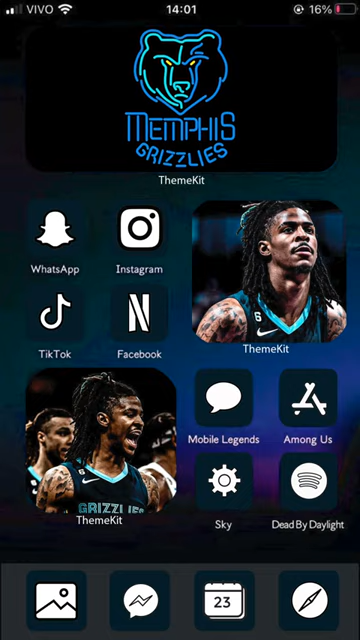 VIVO
14:01
16%
MEMPHIS
GRIZZLIES
ThemeKit
WhatsApp
Instagram
TikTok
Facebook
ThemeKit
GRIZZLIES
ThemeKit
Mobile Legends
Among Us
Sky
Dead By Daylight
23